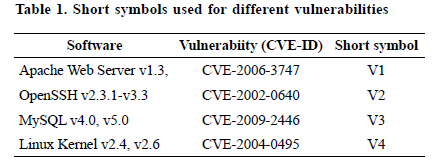 Table 1. Short symbols used for different vulnerabilities
Software Vulnerabiity (CVE-ID) Short symbol
Apache Web Server v1.3, CVE-2006-3747 V1
OpenSSH v2.3.1-v3.3 CVE-2002-0640 V2
MySQL v4.0, v5.0 CVE-2009-2446 V3
Linux Kernel v2.4, v2.6 CVE-2004-0495 V4